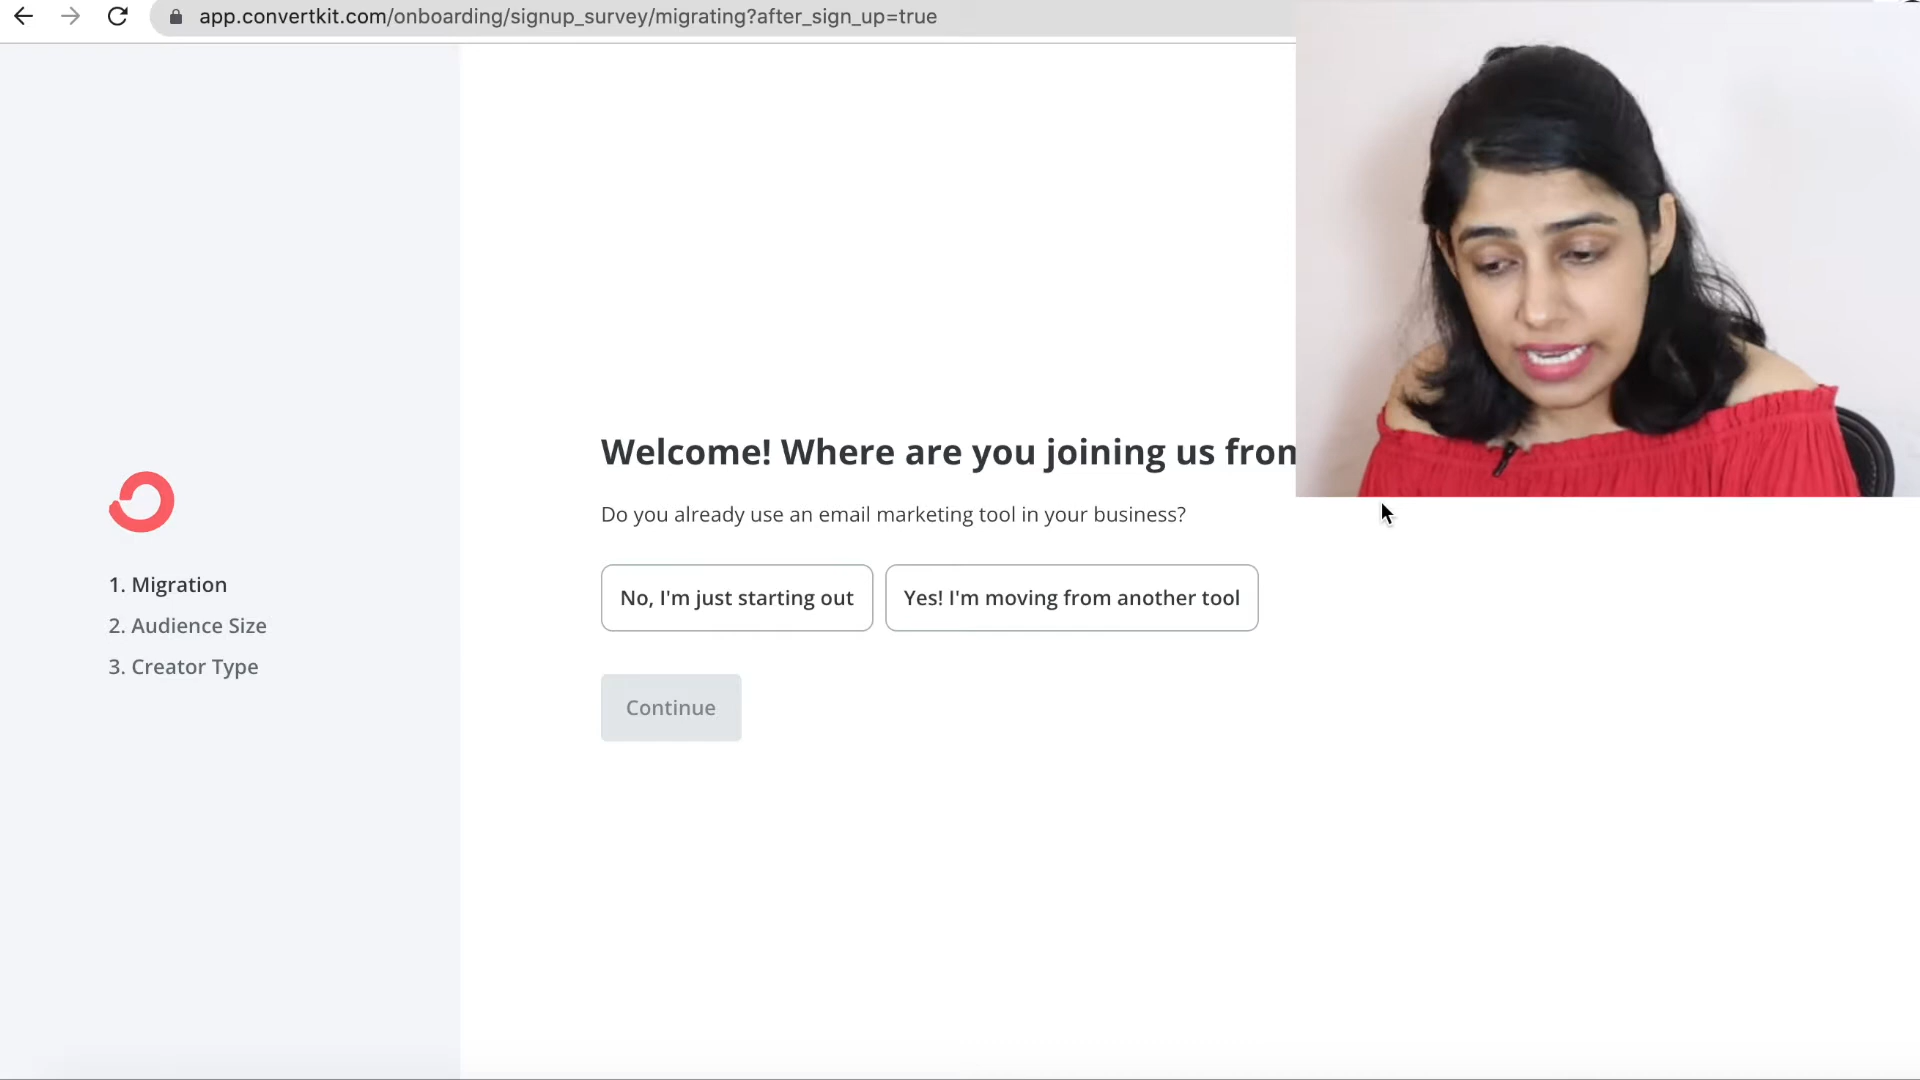 app.convertkit.com/onboarding/signup_survey/migrating?after_sign_up=true
Welcome! Where are you joining us from
Do you already use an email marketing tool in your business?
No, I'm just starting out
Yes! I'm moving from another tool
Continue
1. Migration
2. Audience Size
3. Creator Type